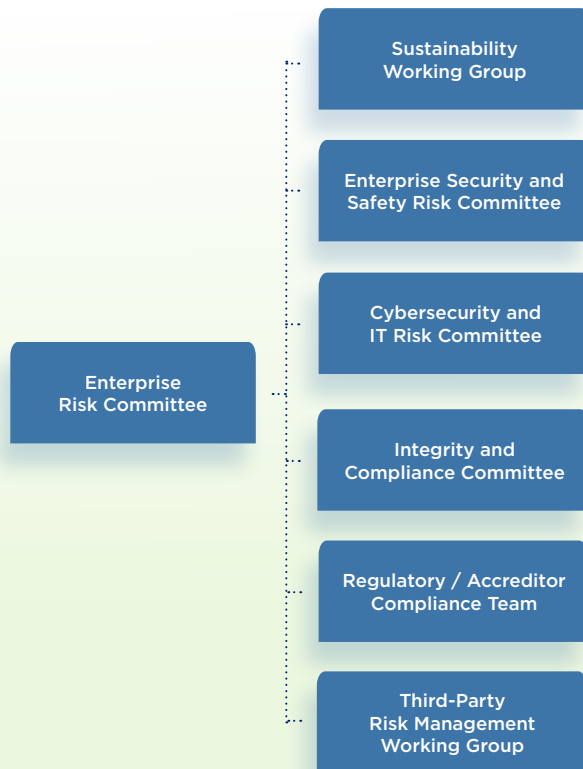 Sustainability
Working Group
Enterprise Security and
Safety Risk Committee
Cybersecurity and
IT Risk Committee
Enterprise
Risk Committee
Integrity and
Compliance Committee
Regulatory / Accreditor
Compliance Team
Third-Party
Risk Management
Working Group